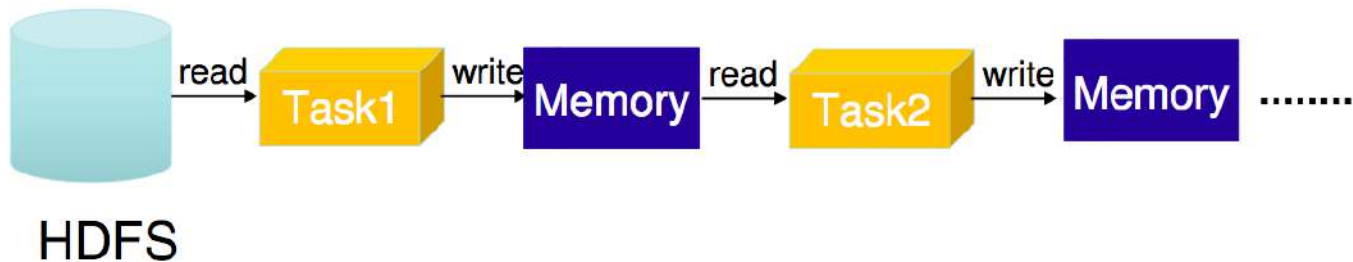 read
Task1
write
Memory
read
Task2
write
Memory
........
HDFS